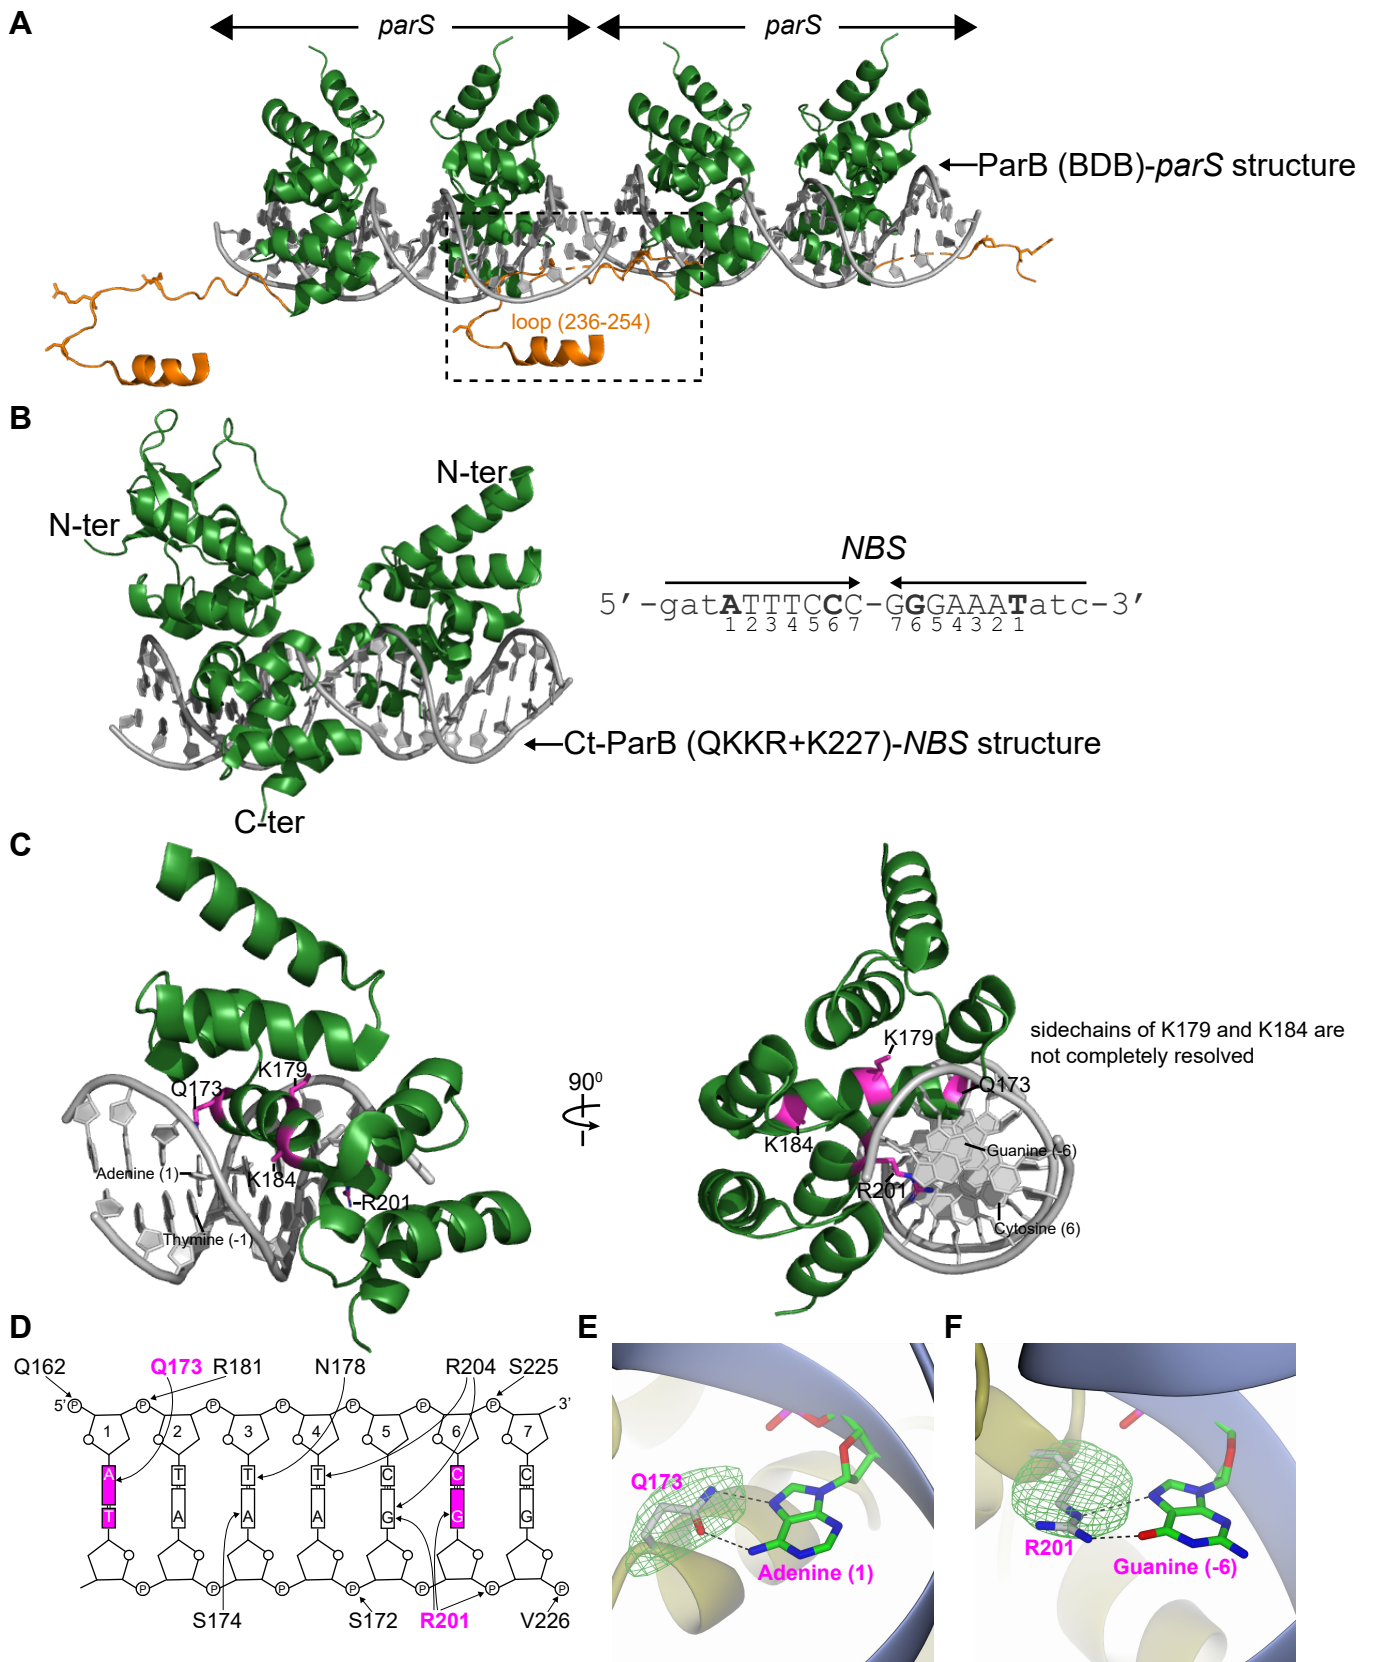 A
parS
parS
ParB (BDB)-parS structure
loop (236-254)
B
N-ter
N-ter
NBS
5’-gatATTTCCC-GGGAAATatc-3’
1 2 3 4 5 6 7 7 6 5 4 3 2 1
Ct-ParB (QKKR+K227)-NBS structure
C-ter
C
K179
Q173
Adenine (1)
K184
R201
Thymine (-1)
90⁰
K179
sidechains of K179 and K184 are
not completely resolved
Q173
K184
Guanine (-6)
R201
Cytosine (6)
D
Q162 Q173 R181 N178 R204 S225
5’ P P P P P P P 3’
1 2 3 4 5 6 7
A T T T C C C
T A A A G G G
P P P P P P P
S174 S172 R201 V226
E
Q173
Adenine (1)
F
R201
Guanine (-6)